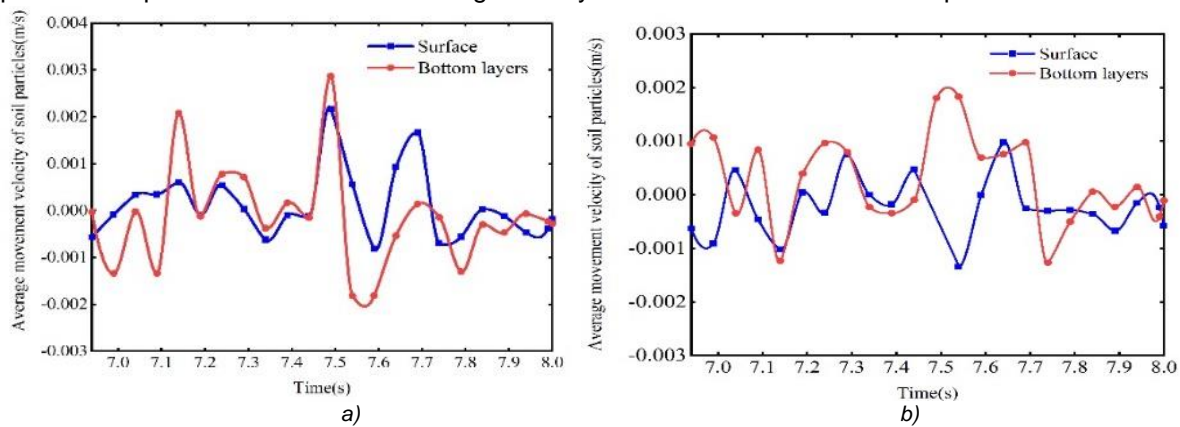 Average movement velocity of soil particles(m/s)
0.004
0.003
0.002
0.001
0.000
-0.001
-0.002
-0.003
Surface
Bottom layers
7.0 7.1 7.2 7.3 7.4 7.5 7.6 7.7 7.8 7.9 8.0
Time(s)
a)
Average movement velocity of soil particles(m/s)
0.003
0.002
0.001
0.000
-0.001
-0.002
-0.003
Surface
Bottom layers
7.0 7.1 7.2 7.3 7.4 7.5 7.6 7.7 7.8 7.9 8.0
Time(s)
b)